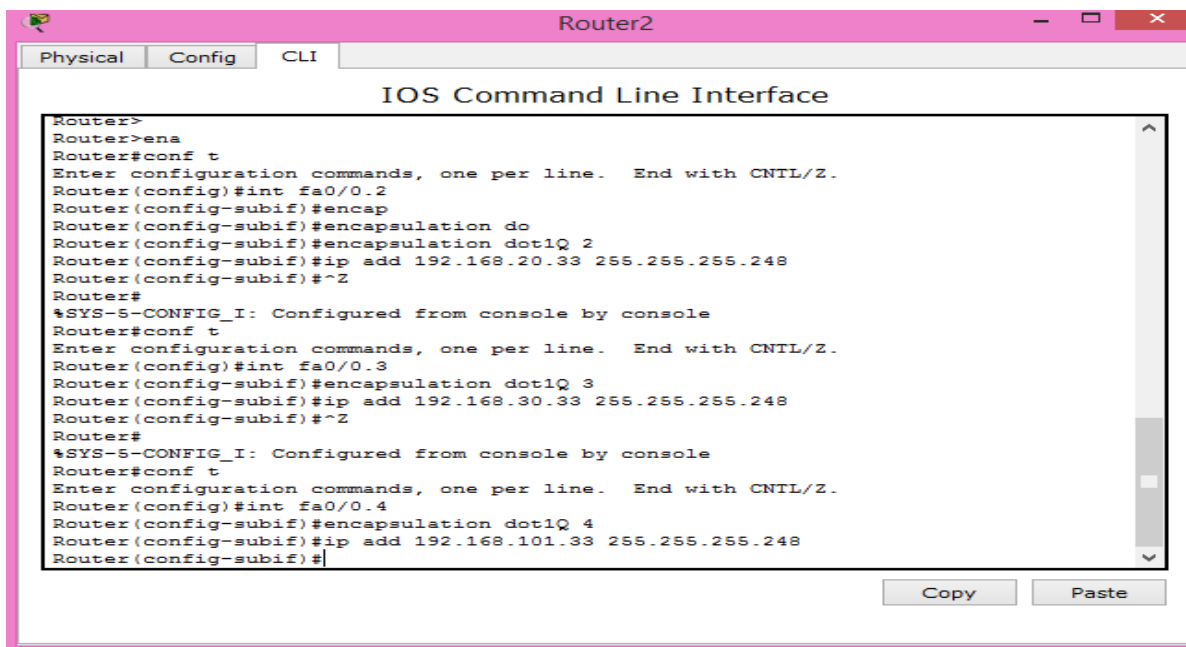 Router2
Physical Config CLI
IOS Command Line Interface
Router>
Router>ena
Router#conf t
Enter configuration commands, one per line.  End with CNTL/Z.
Router(config)#int fa0/0.2
Router(config-subif)#encap
Router(config-subif)#encapsulation do
Router(config-subif)#encapsulation dot1Q 2
Router(config-subif)#ip add 192.168.20.33 255.255.255.248
Router(config-subif)#^Z
Router#
%SYS-5-CONFIG_I: Configured from console by console
Router#conf t
Enter configuration commands, one per line.  End with CNTL/Z.
Router(config)#int fa0/0.3
Router(config-subif)#encapsulation dot1Q 3
Router(config-subif)#ip add 192.168.30.33 255.255.255.248
Router(config-subif)#^Z
Router#
%SYS-5-CONFIG_I: Configured from console by console
Router#conf t
Enter configuration commands, one per line.  End with CNTL/Z.
Router(config)#int fa0/0.4
Router(config-subif)#encapsulation dot1Q 4
Router(config-subif)#ip add 192.168.101.33 255.255.255.248
Router(config-subif)#
Copy Paste